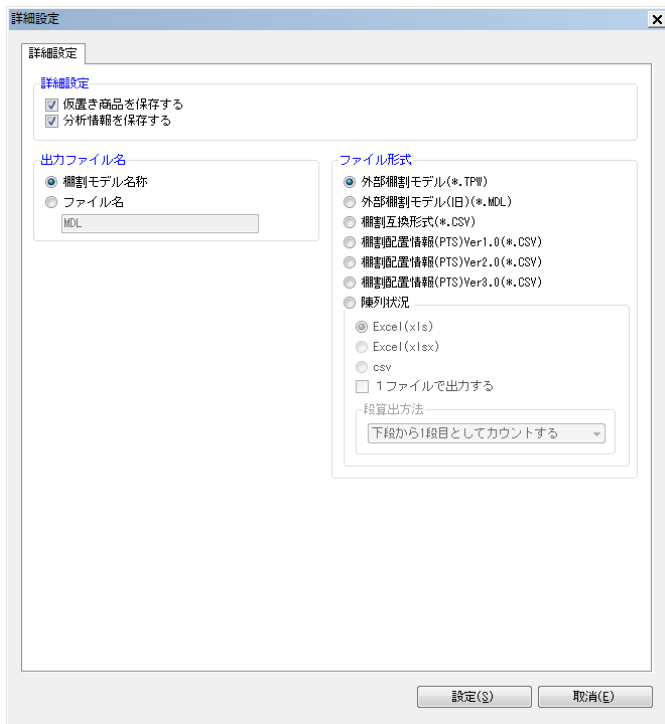 詳細設定
詳細設定
詳細設定
仮置き商品を保存する
分析情報を保存する
出力ファイル名
棚割モデル名称
ファイル名
MDL
ファイル形式
外部棚割モデル(*.TPW)
外部棚割モデル(旧)(*.MDL)
棚割互換形式(*.CSV)
棚割配置情報(PTS)Ver1.0(*.CSV)
棚割配置情報(PTS)Ver2.0(*.CSV)
棚割配置情報(PTS)Ver3.0(*.CSV)
陳列状況
Excel(xls)
Excel(xlsx)
csv
1ファイルで出力する
段算出方法
下段から1段目としてカウントする
設定(S)
取消(E)